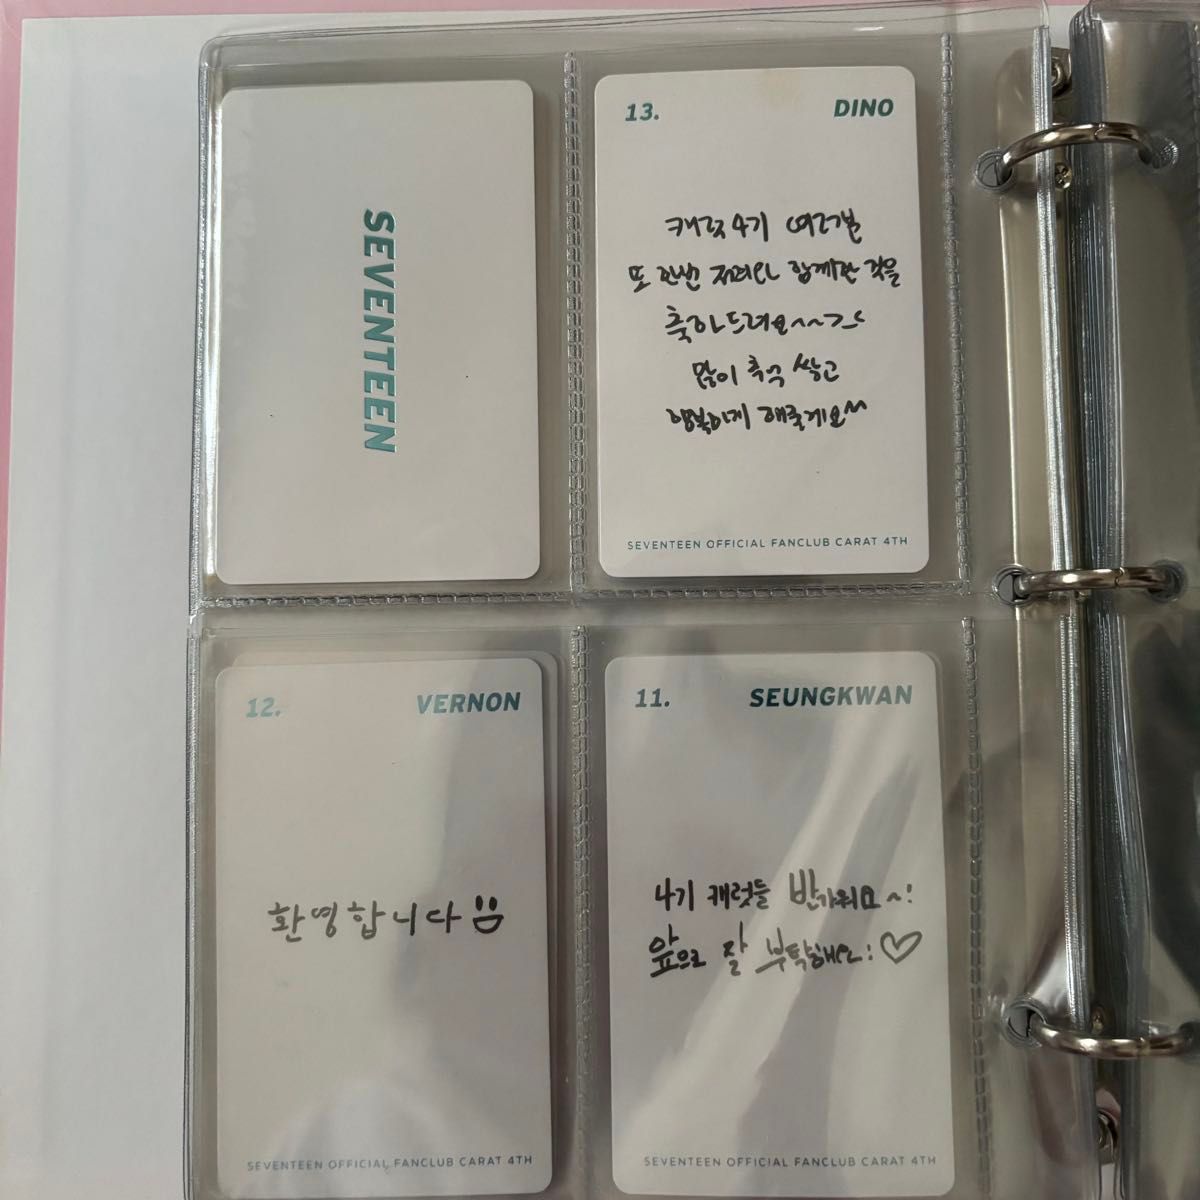 SEVENTEEN
13. DINO
캐럿 4기 여러분
또 한번 저희와 함께한 것을
축하드려요~~^^
많이 추억 쌓고
행복하게 해줄게요~
SEVENTEEN OFFICIAL FANCLUB CARAT 4TH
12. VERNON
환영합니다
SEVENTEEN OFFICIAL FANCLUB CARAT 4TH
11. SEUNGKWAN
4기 캐럿들 반가워요~!
앞으로 잘 부탁해요! ♡
SEVENTEEN OFFICIAL FANCLUB CARAT 4TH